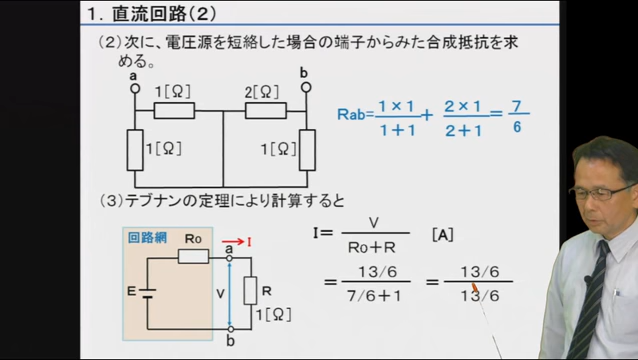 1. 直流回路(2)
(2)次に、電圧源を短絡した場合の端子からみた合成抵抗を求
める。
a
b
1[Ω]
2[Ω]
1[Ω]
1[Ω]
Rab= 1×1/1+1 + 2×1/2+1 = 7/6
(3)テブナンの定理により計算すると
回路網
Ro
I
a
E
V
R
1[Ω]
b
I= V/Ro+R [A]
= 13/6/7/6+1 = 13/6/13/6